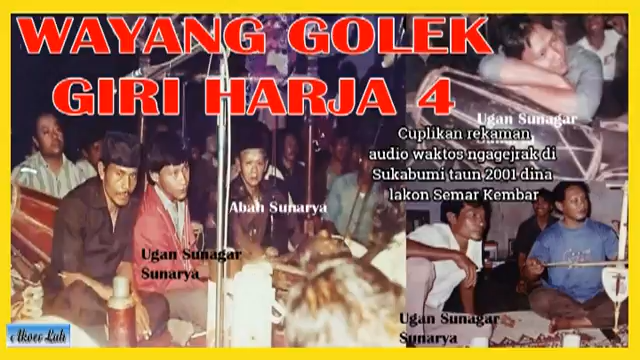 WAYANG GOLEK
GIRI HARJA 4
Ugan Sunagar
Cuplikan rekaman
audio waktos ngagejrak di
Sukabumi taun 2001 dina
lakon Semar Kembar
Abah Sunarya
Ugan Sunagar
Sunarya
Ugan Sunagar
Sunarya
Akoeo Lah